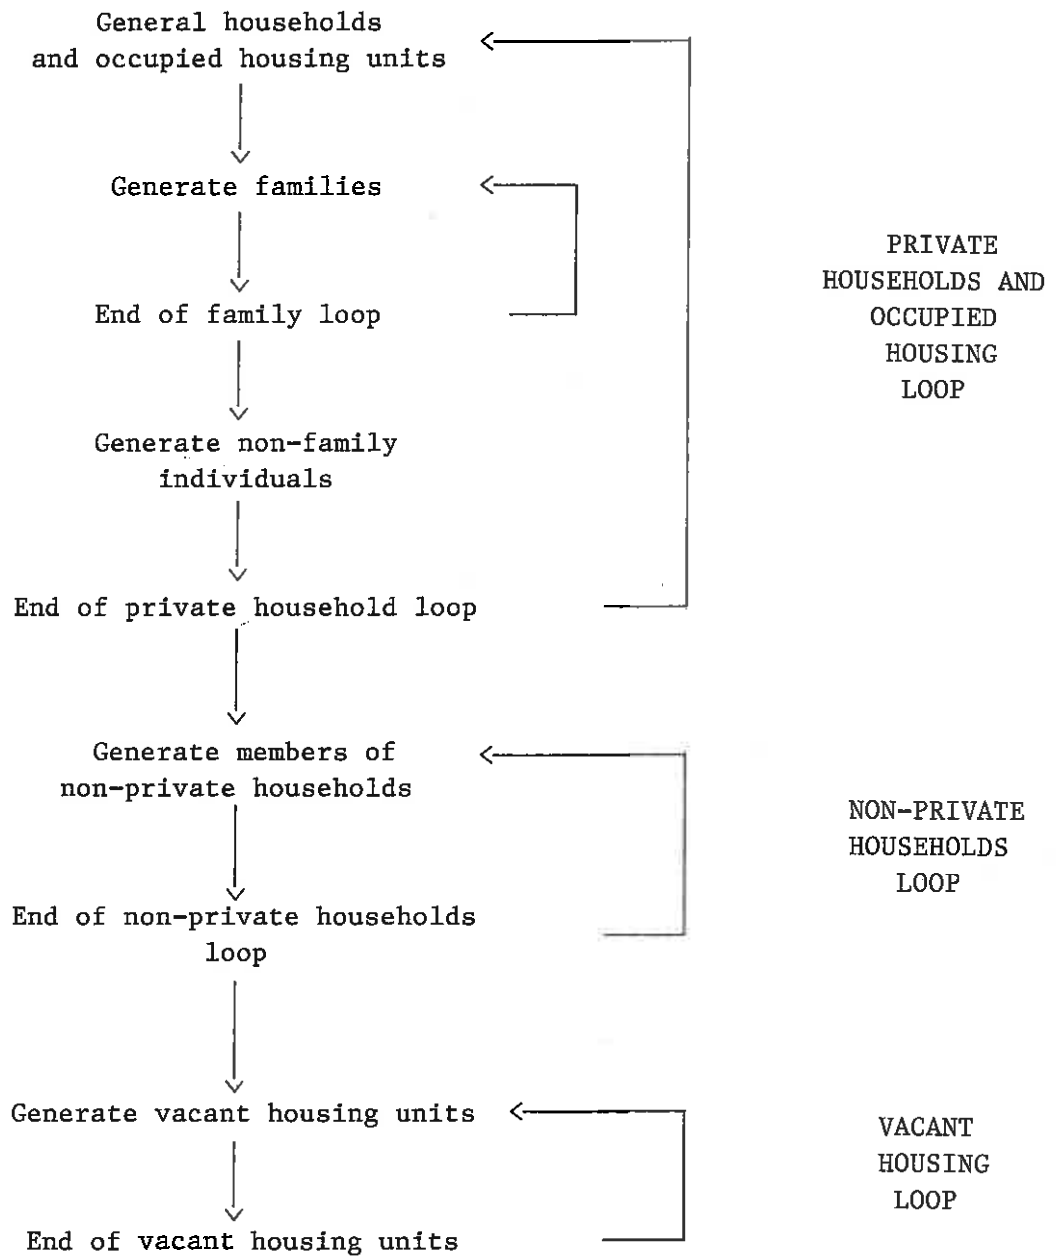 General households
and occupied housing units
Generate families
End of family loop
Generate non-family
individuals
End of private household loop
Generate members of
non-private households
End of non-private households
loop
Generate vacant housing units
End of vacant housing units
PRIVATE
HOUSEHOLDS AND
OCCUPIED
HOUSING
LOOP
NON-PRIVATE
HOUSEHOLDS
LOOP
VACANT
HOUSING
LOOP